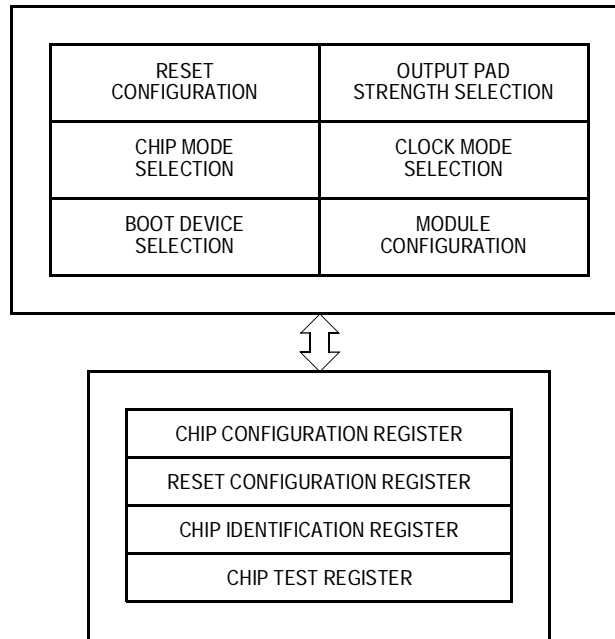 RESET
CONFIGURATION
OUTPUT PAD
STRENGTH SELECTION
CHIP MODE
SELECTION
CLOCK MODE
SELECTION
BOOT DEVICE
SELECTION
MODULE
CONFIGURATION
CHIP CONFIGURATION REGISTER
RESET CONFIGURATION REGISTER
CHIP IDENTIFICATION REGISTER
CHIP TEST REGISTER